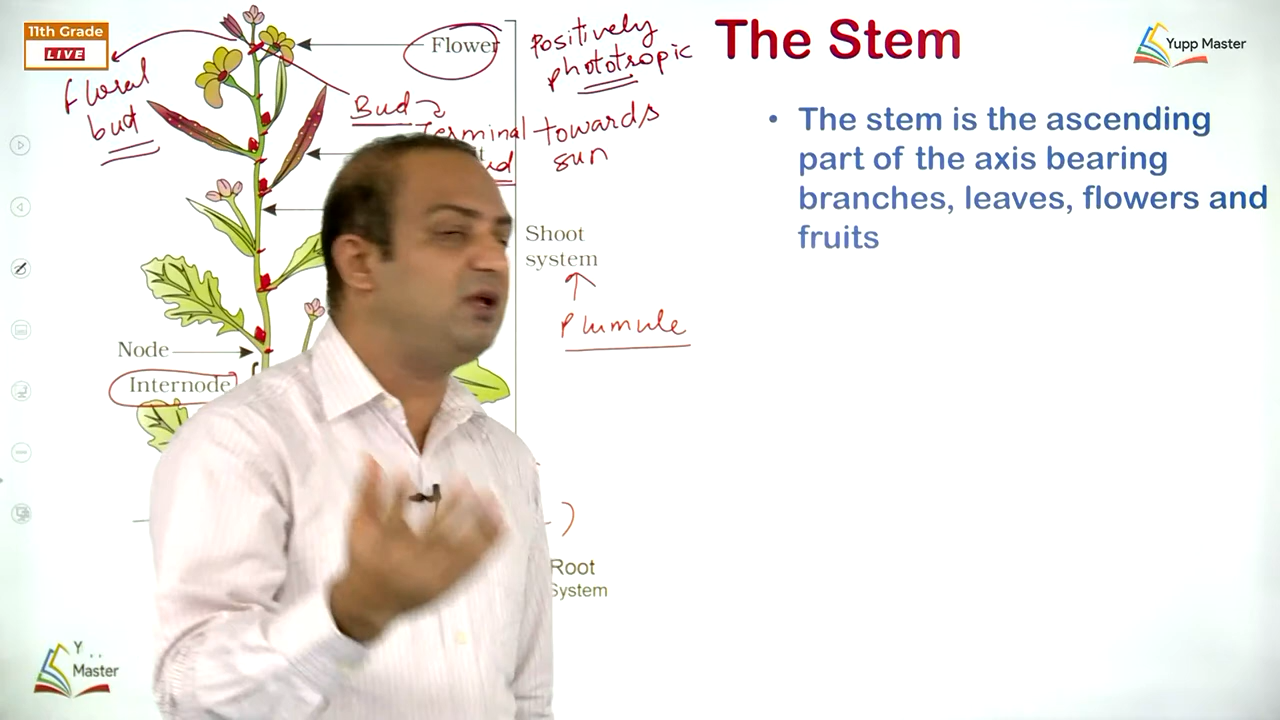 11th Grade
LIVE
The Stem
Yupp Master
• The stem is the ascending
part of the axis bearing
branches, leaves, flowers and
fruits
Flower
Positively
phototropic
towards
sun
Floral
bud
Bud
Terminal
Shoot
system
Plumule
Node
Internode
Root
System
Y
Master